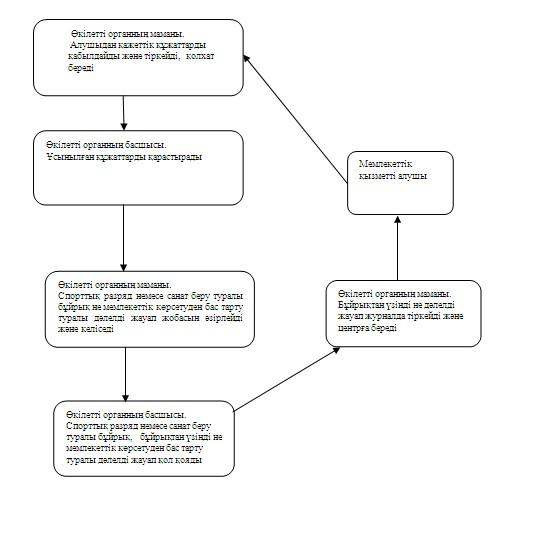 Өкілетті органның маманы.
Алушыдан қажеттік құжаттарды
қабылдайды және тіркейді, қолхат
береді
Өкілетті органның басшысы.
Ұсынылған құжаттарды қарастырады
Мемлекеттік
қызметті алушы
Өкілетті органның маманы.
Спорттық разряд немесе санат беру туралы
бұйрық не мемлекеттік көрсетуден бас тарту
туралы дәлелді жауап жобасын әзірлейді
және келіседі
Өкілетті органның маманы.
Бұйрықтан үзінді не дәлелді
жауап журналда тіркейді және
центрға береді
Өкілетті органның басшысы.
Спорттық разряд немесе санат беру
туралы бұйрық, бұйрықтан үзінді не
мемлекеттік көрсетуден бас тарту
туралы дәлелді жауап қол қояды